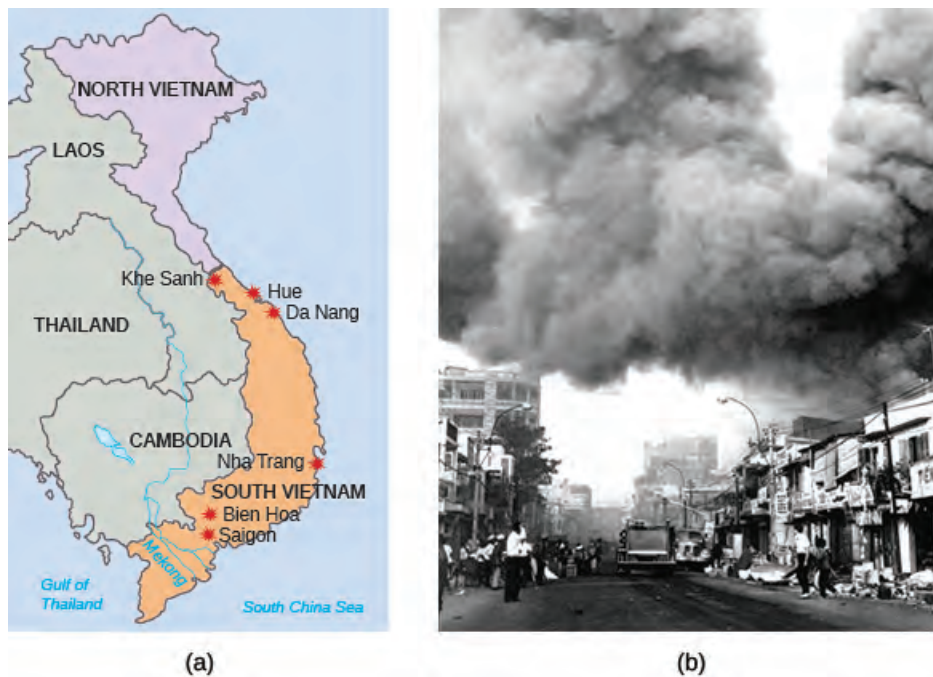 NORTH VIETNAM
LAOS
Khe Sanh
Hue
Da Nang
THAILAND
CAMBODIA
Nha Trang
SOUTH VIETNAM
Bien Hoa
Saigon
Mekong
Gulf of
Thailand
South China Sea
(a)
(b)